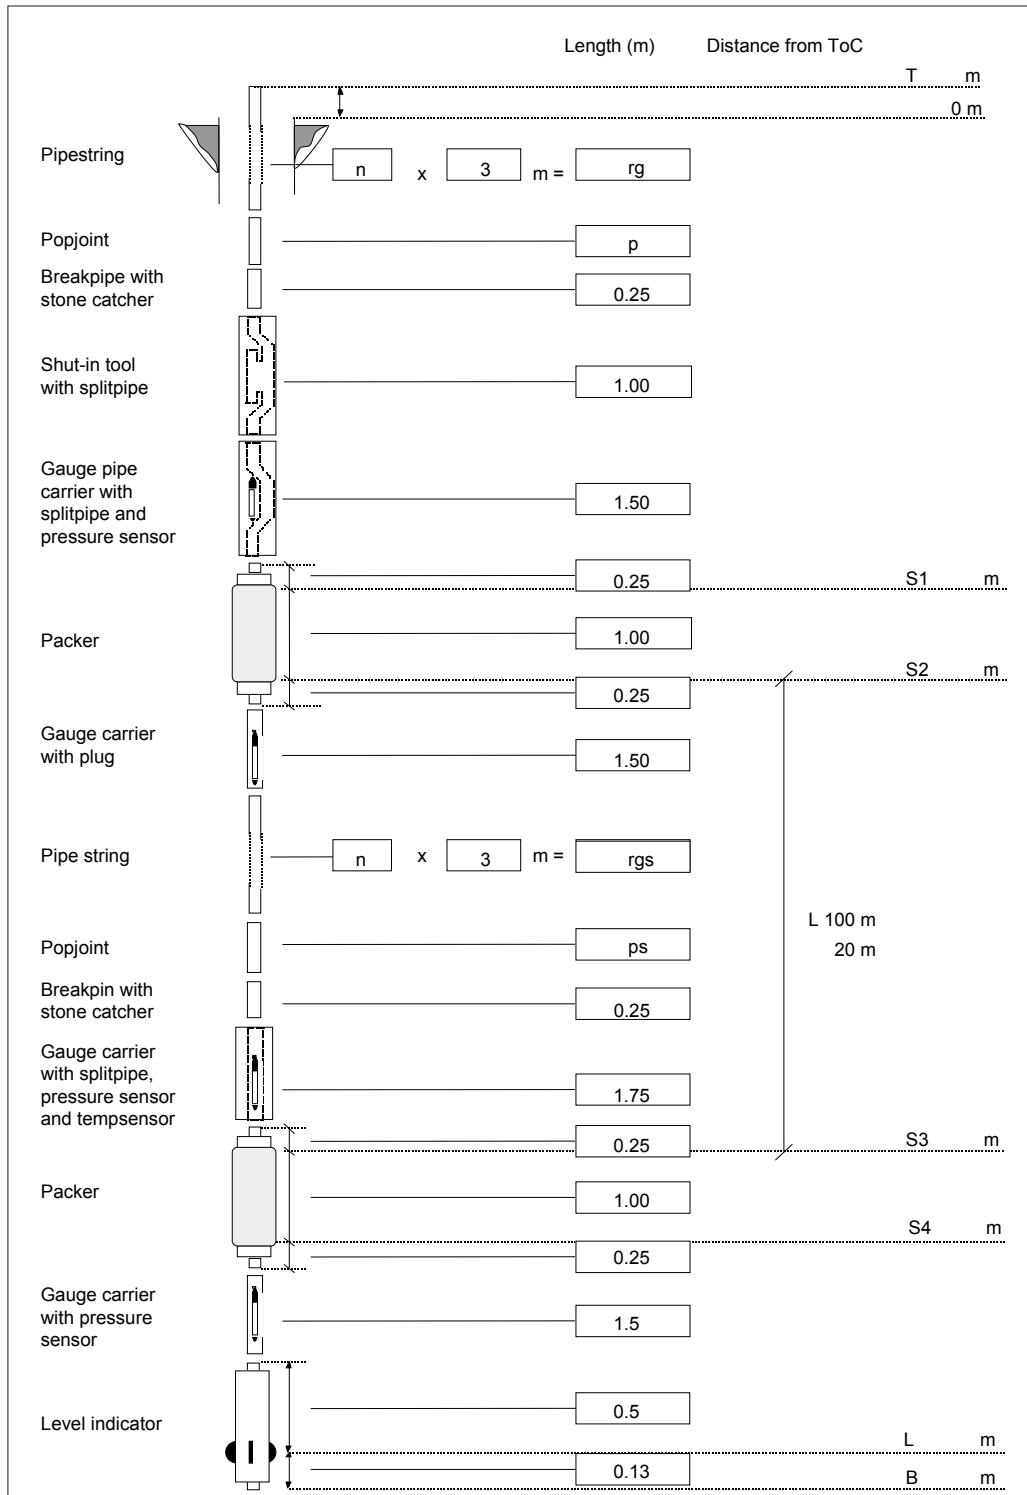 Length (m) Distance from ToC
T m
0 m
Pipestring
n x 3 m = rg
Popjoint
p
Breakpipe with
stone catcher
0.25
Shut-in tool
with splitpipe
1.00
Gauge pipe
carrier with
splitpipe and
pressure sensor
1.50
0.25
S1 m
Packer
1.00
S2 m
0.25
Gauge carrier
with plug
1.50
Pipe string
n x 3 m = rgs
L 100 m
20 m
Popjoint
ps
Breakpin with
stone catcher
0.25
Gauge carrier
with splitpipe,
pressure sensor
and tempsensor
1.75
0.25
S3 m
Packer
1.00
S4 m
0.25
Gauge carrier
with pressure
sensor
1.5
Level indicator
0.5
L m
0.13
B m